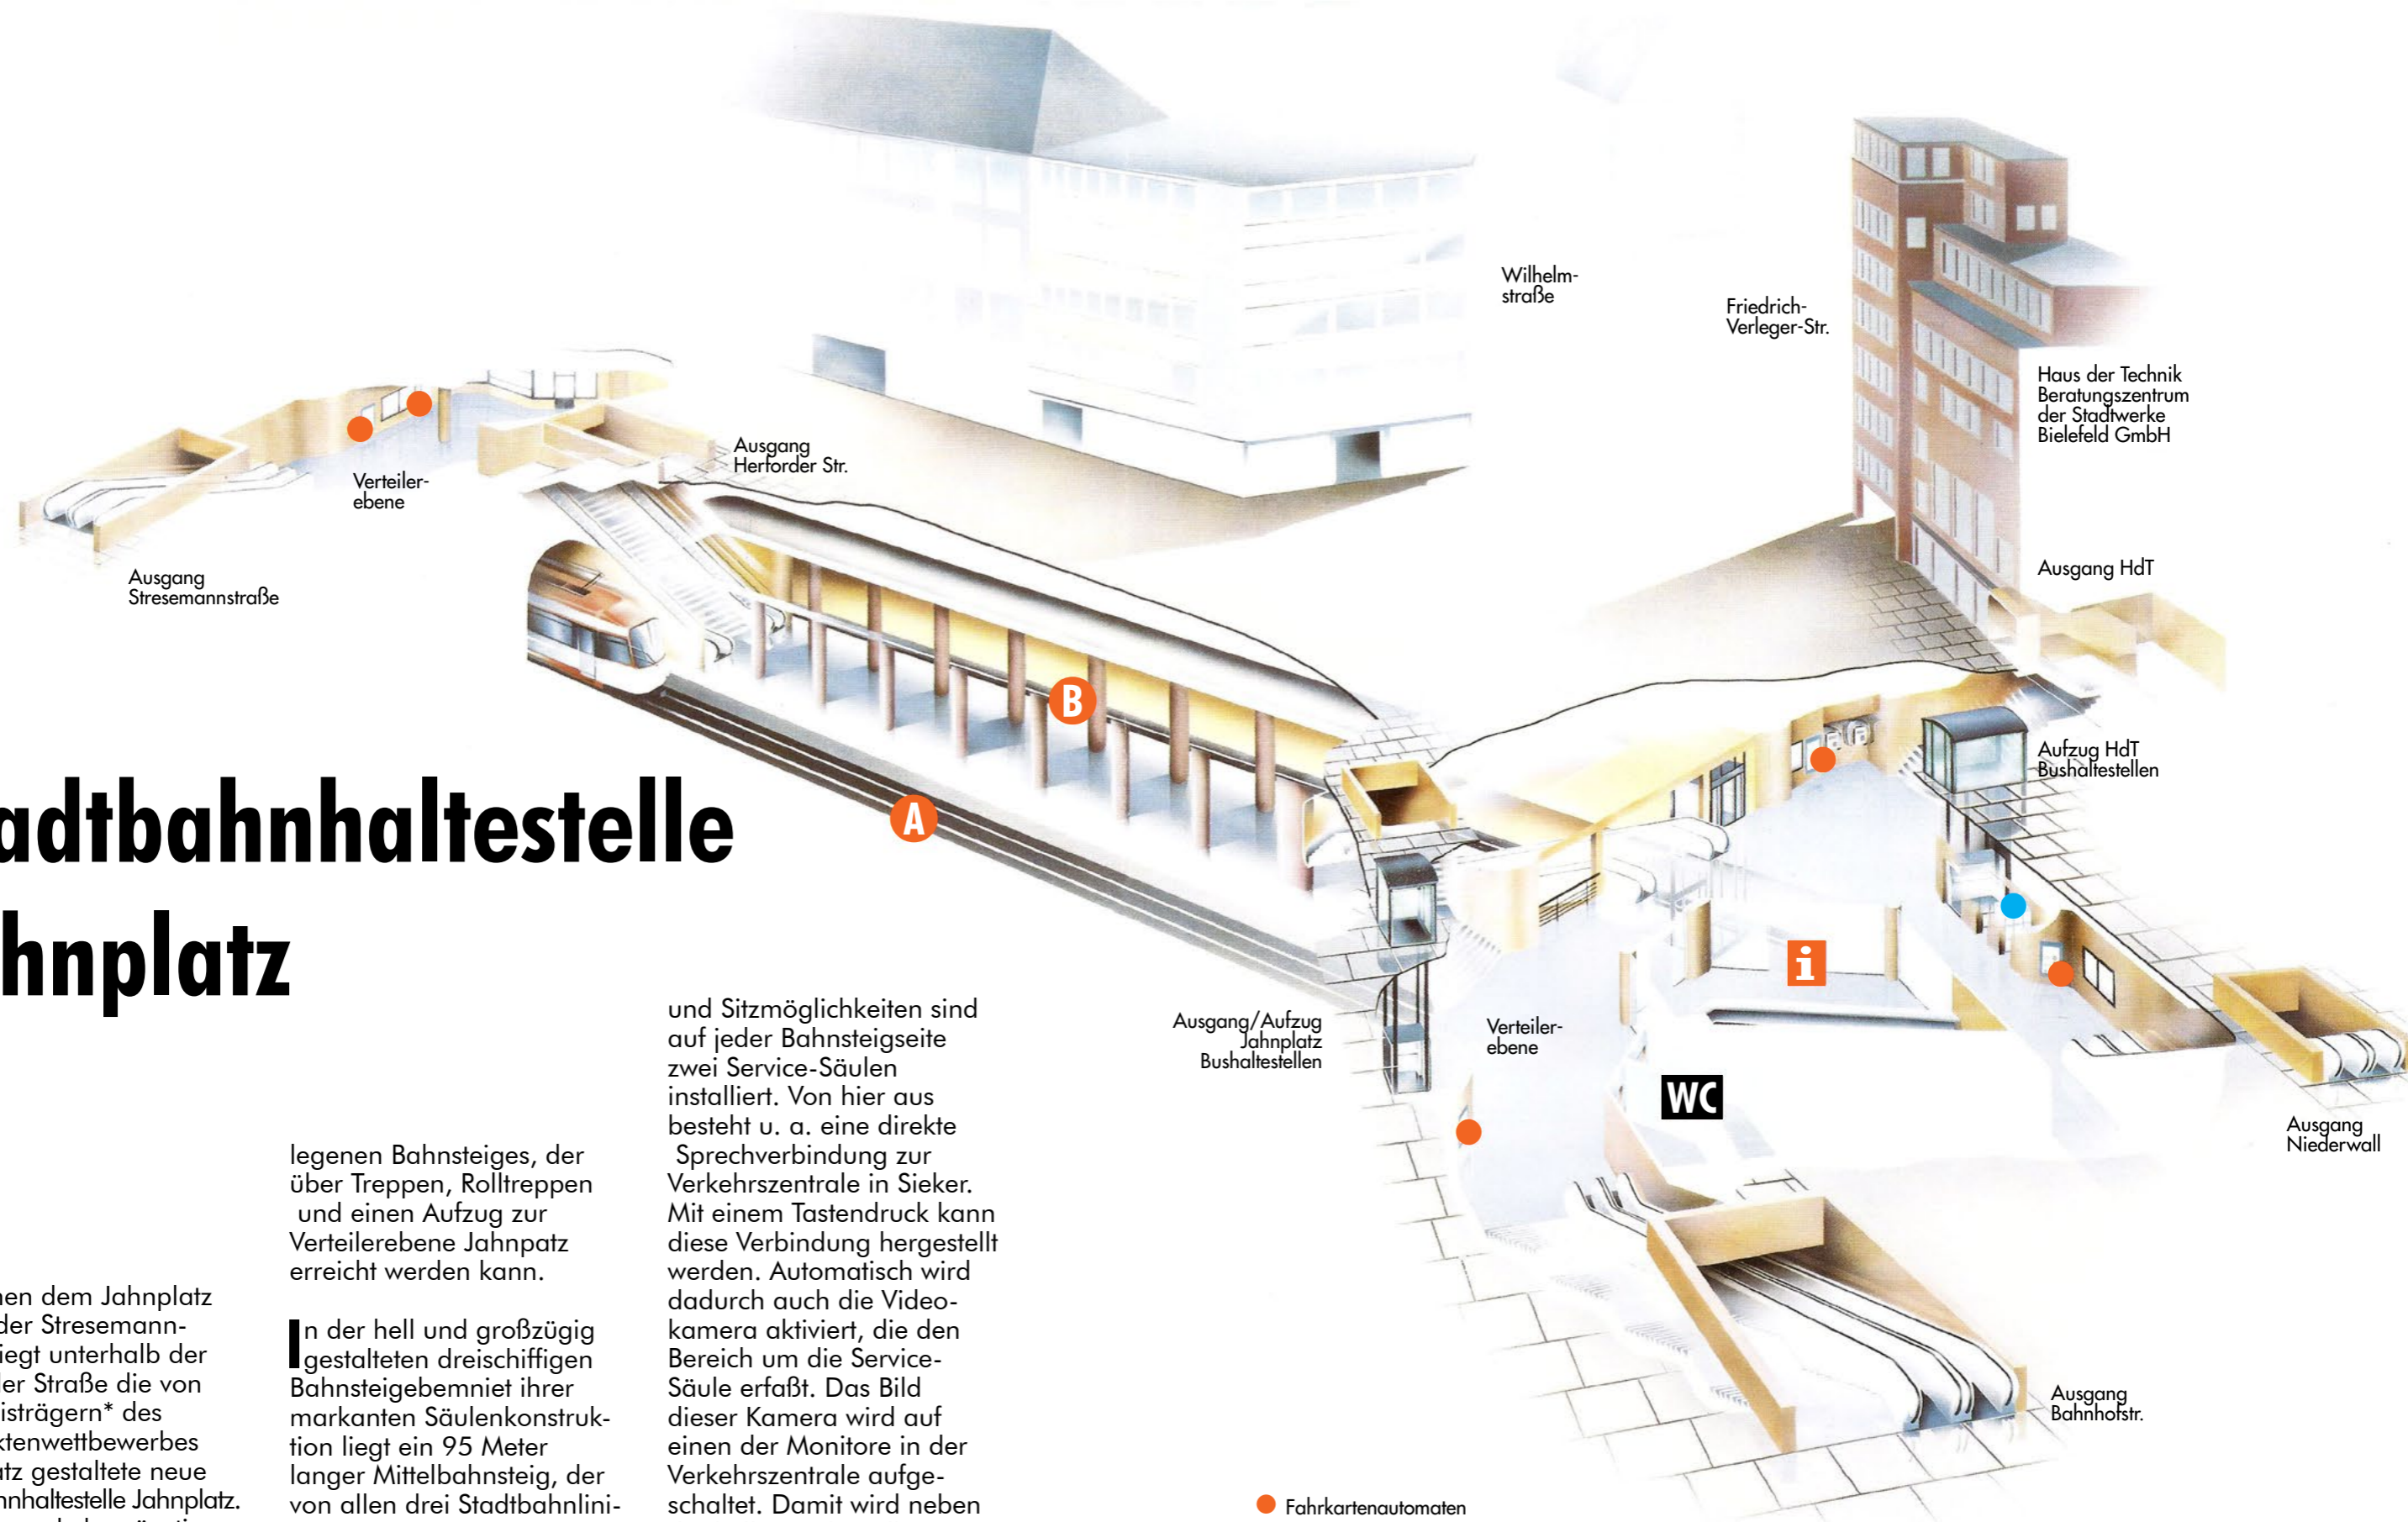 Wilhelm-
straße
Friedrich-
Verleger-Str.
Haus der Technik
Beratungszentrum
der Stadtwerke
Bielefeld GmbH
Ausgang
Herforder Str.
Verteiler-
ebene
Ausgang
Stresemannstraße
Ausgang HdT
Aufzug HdT
Bushaltestellen
B
A
i
WC
Ausgang/Aufzug
Jahnplatz
Bushaltestellen
Verteiler-
ebene
Ausgang
Niederwall
Ausgang
Bahnhofstr.
Fahrkartenautomaten
adtbahnhaltestelle
hnplatz
en dem Jahnplatz
der Stresemann-
iegt unterhalb der
er Straße die von
isträgern* des
ktenwettbewerbes
atz gestaltete neue
nnhaltestelle Jahnplatz.
legenen Bahnsteiges, der
über Treppen, Rolltreppen
und einen Aufzug zur
Verteilerebene Jahnpatz
erreicht werden kann.
In der hell und großzügig
gestalteten dreischiffigen
Bahnsteigebemniet ihrer
markanten Säulenkonstruk-
tion liegt ein 95 Meter
langer Mittelbahnsteig, der
von allen drei Stadtbahnlini-
und Sitzmöglichkeiten sind
auf jeder Bahnsteigseite
zwei Service-Säulen
installiert. Von hier aus
besteht u. a. eine direkte
Sprechverbindung zur
Verkehrszentrale in Sieker.
Mit einem Tastendruck kann
diese Verbindung hergestellt
werden. Automatisch wird
dadurch auch die Video-
kamera aktiviert, die den
Bereich um die Service-
Säule erfaßt. Das Bild
dieser Kamera wird auf
einen der Monitore in der
Verkehrszentrale aufge-
schaltet. Damit wird neben